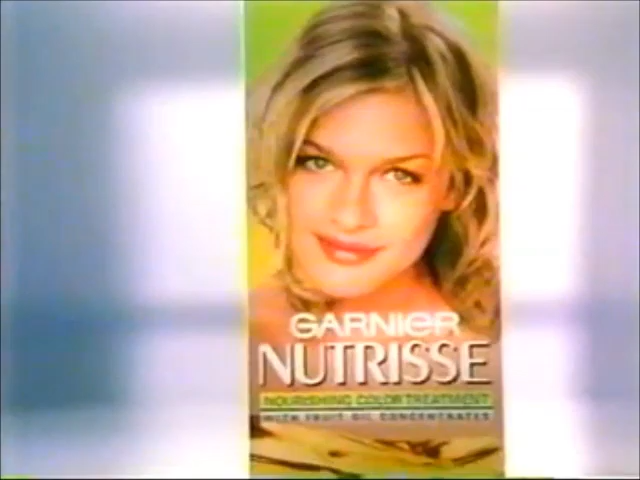 GARNIER
NUTRISSE
NOURISHING COLOR TREATMENT
WITH FRUIT OIL CONCENTRATES